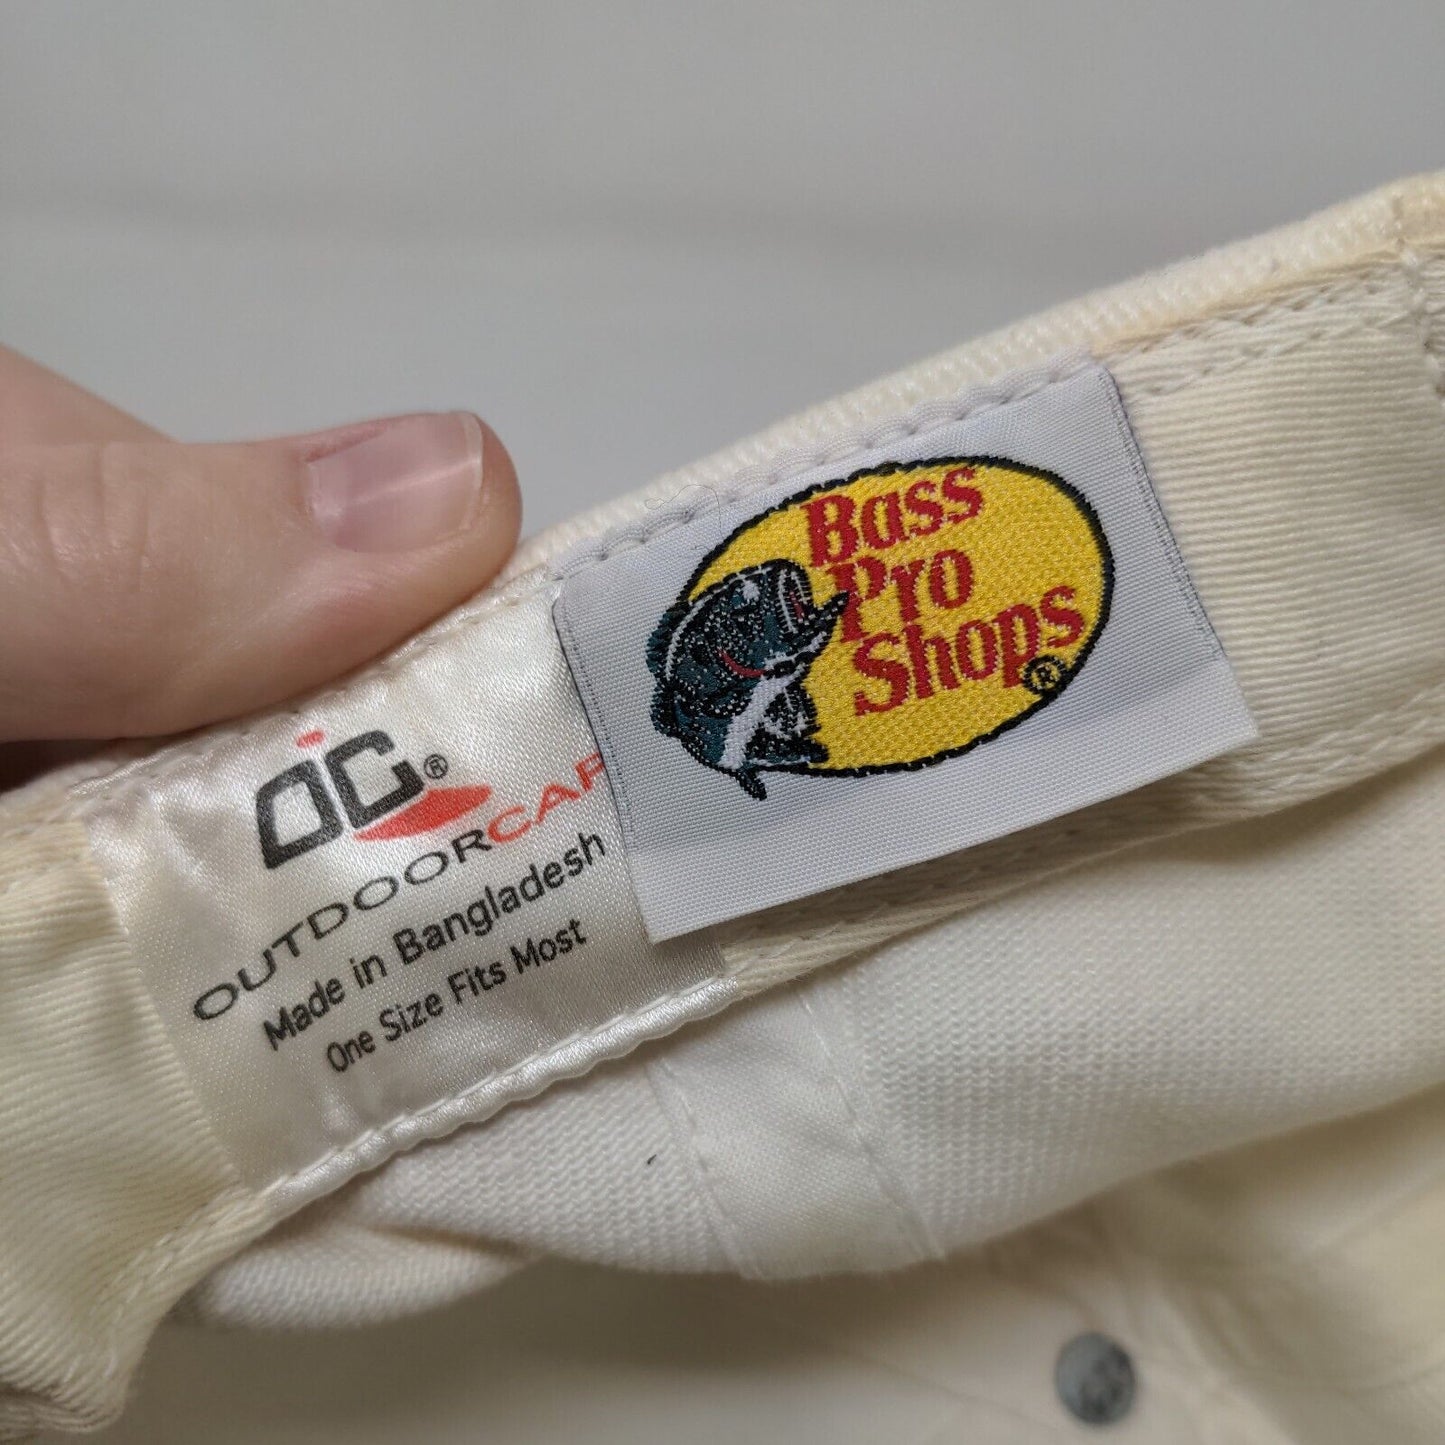 OC®
OUTDOORCAP
Made in Bangladesh
One Size Fits Most
Bass
Pro
Shops®